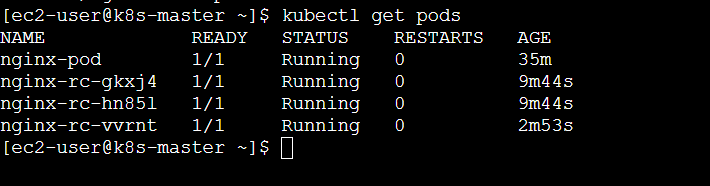 [ec2-user@k8s-master ~]$ kubectl get pods
NAME             READY   STATUS    RESTARTS   AGE
nginx-pod        1/1     Running   0          35m
nginx-rc-gkxj4   1/1     Running   0          9m44s
nginx-rc-hn85l   1/1     Running   0          9m44s
nginx-rc-vvrnt   1/1     Running   0          2m53s
[ec2-user@k8s-master ~]$